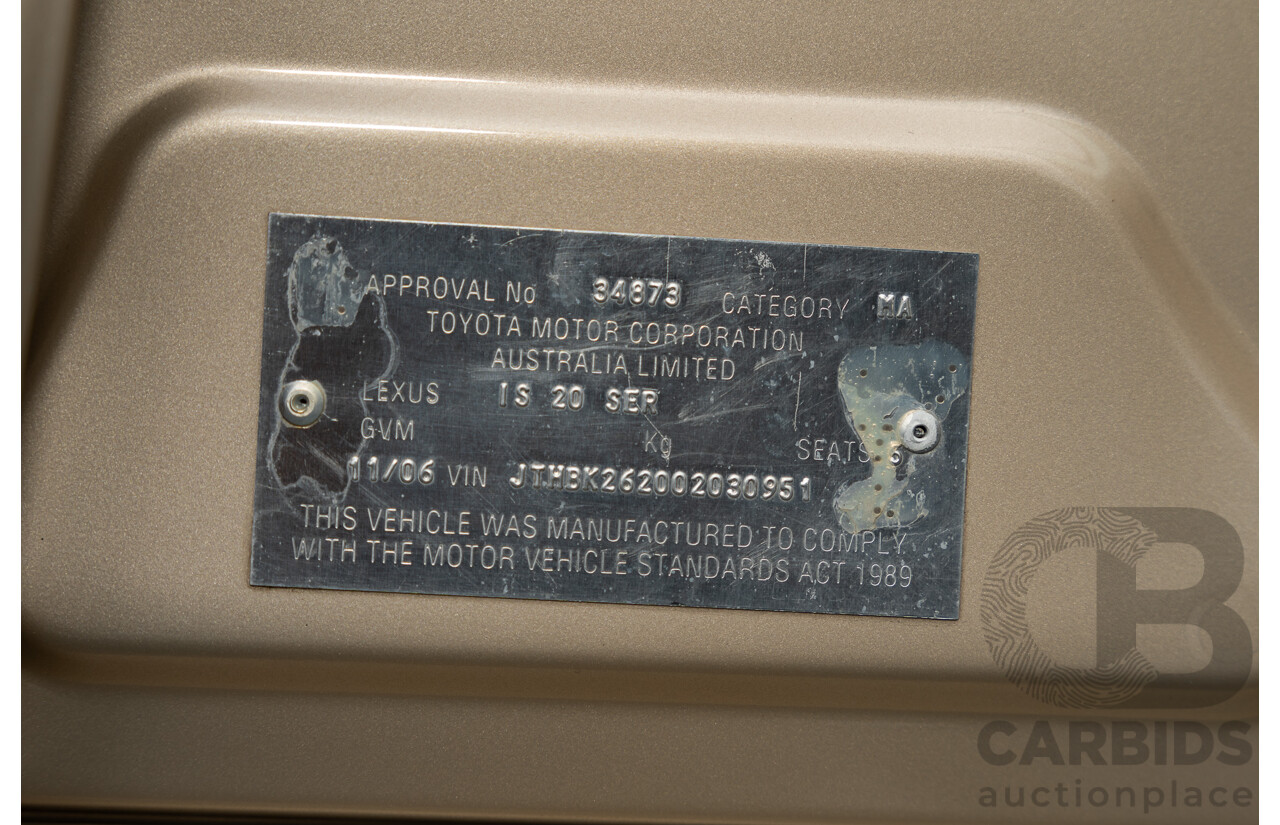 APPROVAL No 34873 CATEGORY MA
TOYOTA MOTOR CORPORATION
AUSTRALIA LIMITED
LEXUS IS 20 SER
GVM Kg SEATS 5
11/06 VIN JTHBK262002030951
THIS VEHICLE WAS MANUFACTURED TO COMPLY
WITH THE MOTOR VEHICLE STANDARDS ACT 1989
CB
CARBIDS
auctionplace